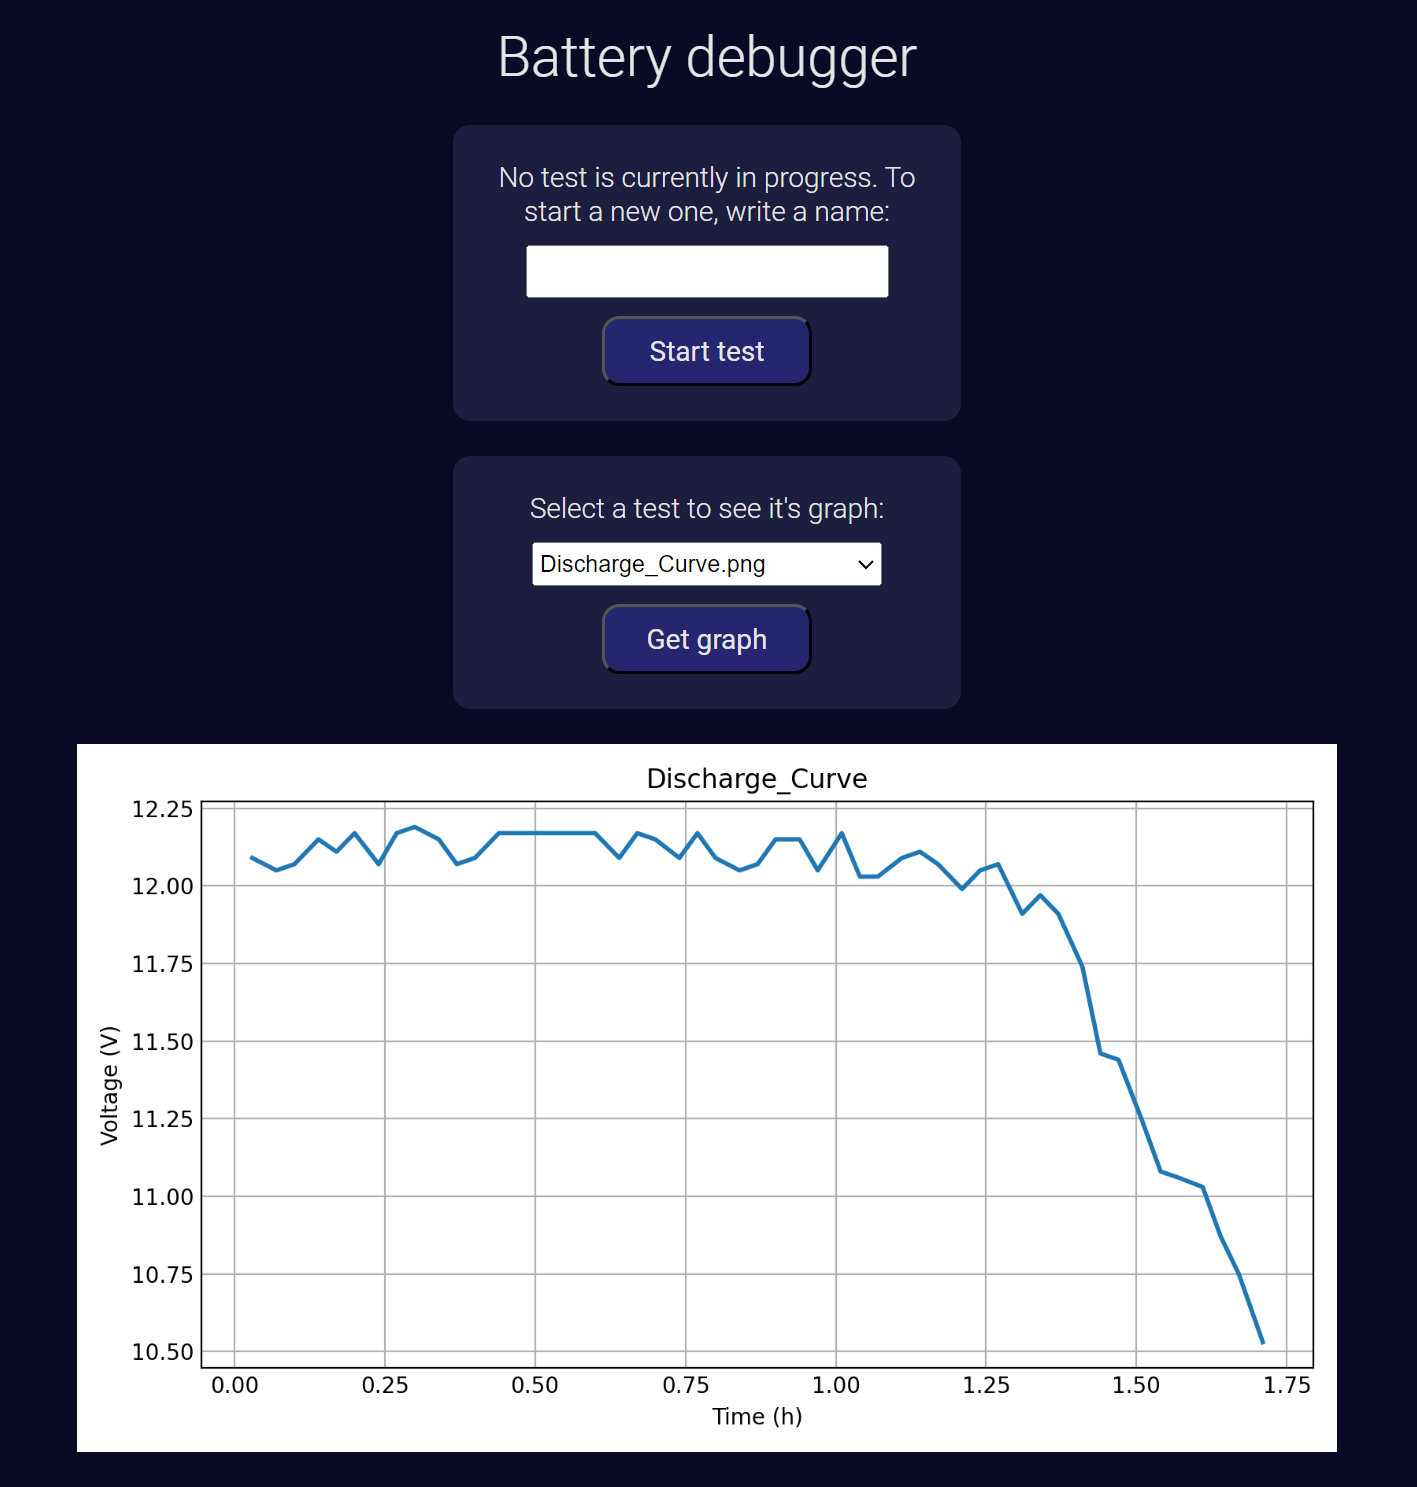 Battery debugger
No test is currently in progress. To
start a new one, write a name:
Start test
Select a test to see it's graph:
Discharge_Curve.png
Get graph
Discharge_Curve
12.25
12.00
11.75
11.50
11.25
11.00
10.75
10.50
Voltage (V)
0.00 0.25 0.50 0.75 1.00 1.25 1.50 1.75
Time (h)